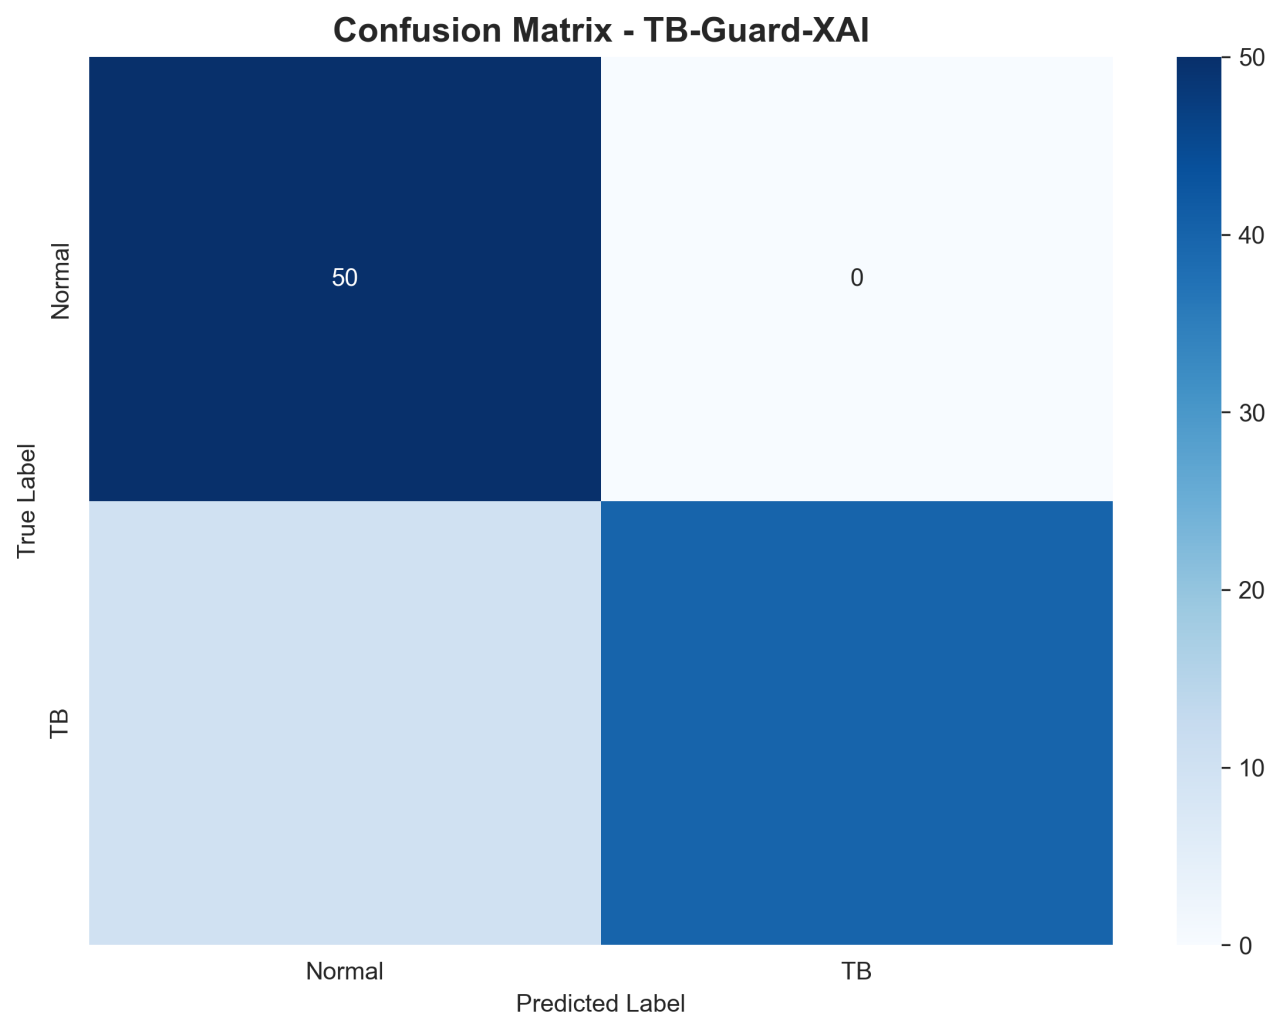 Confusion Matrix - TB-Guard-XAI
50
40
30
20
10
0
True Label
Normal
TB
50
0
Normal
TB
Predicted Label